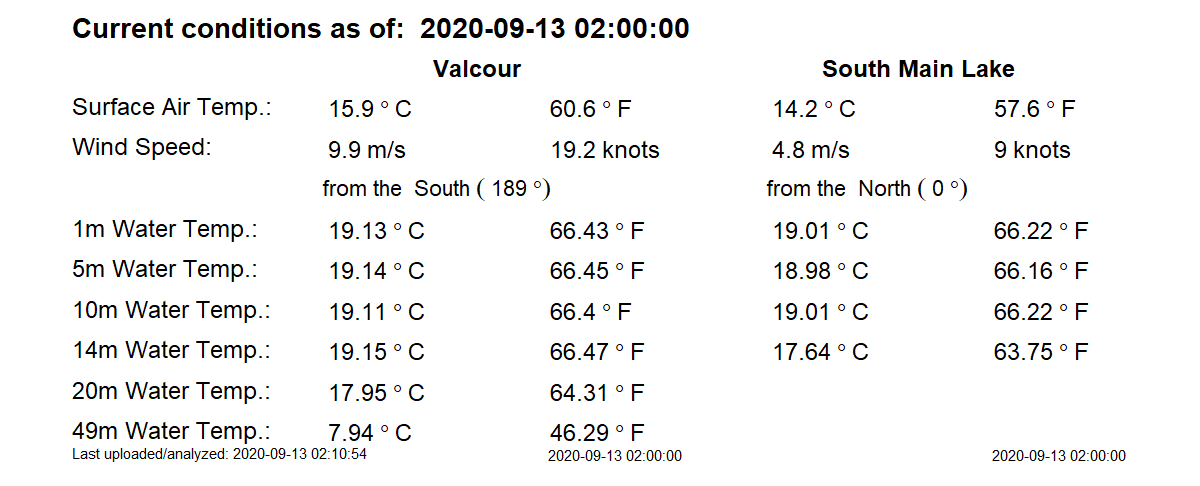 Current conditions as of: 2020-09-13 02:00:00
Valcour South Main Lake
Surface Air Temp.: 15.9 ° C 60.6 ° F 14.2 ° C 57.6 ° F
Wind Speed: 9.9 m/s 19.2 knots 4.8 m/s 9 knots
from the South ( 189 °) from the North ( 0 °)
1m Water Temp.: 19.13 ° C 66.43 ° F 19.01 ° C 66.22 ° F
5m Water Temp.: 19.14 ° C 66.45 ° F 18.98 ° C 66.16 ° F
10m Water Temp.: 19.11 ° C 66.4 ° F 19.01 ° C 66.22 ° F
14m Water Temp.: 19.15 ° C 66.47 ° F 17.64 ° C 63.75 ° F
20m Water Temp.: 17.95 ° C 64.31 ° F
49m Water Temp.: 7.94 ° C 46.29 ° F
Last uploaded/analyzed: 2020-09-13 02:10:54 2020-09-13 02:00:00 2020-09-13 02:00:00